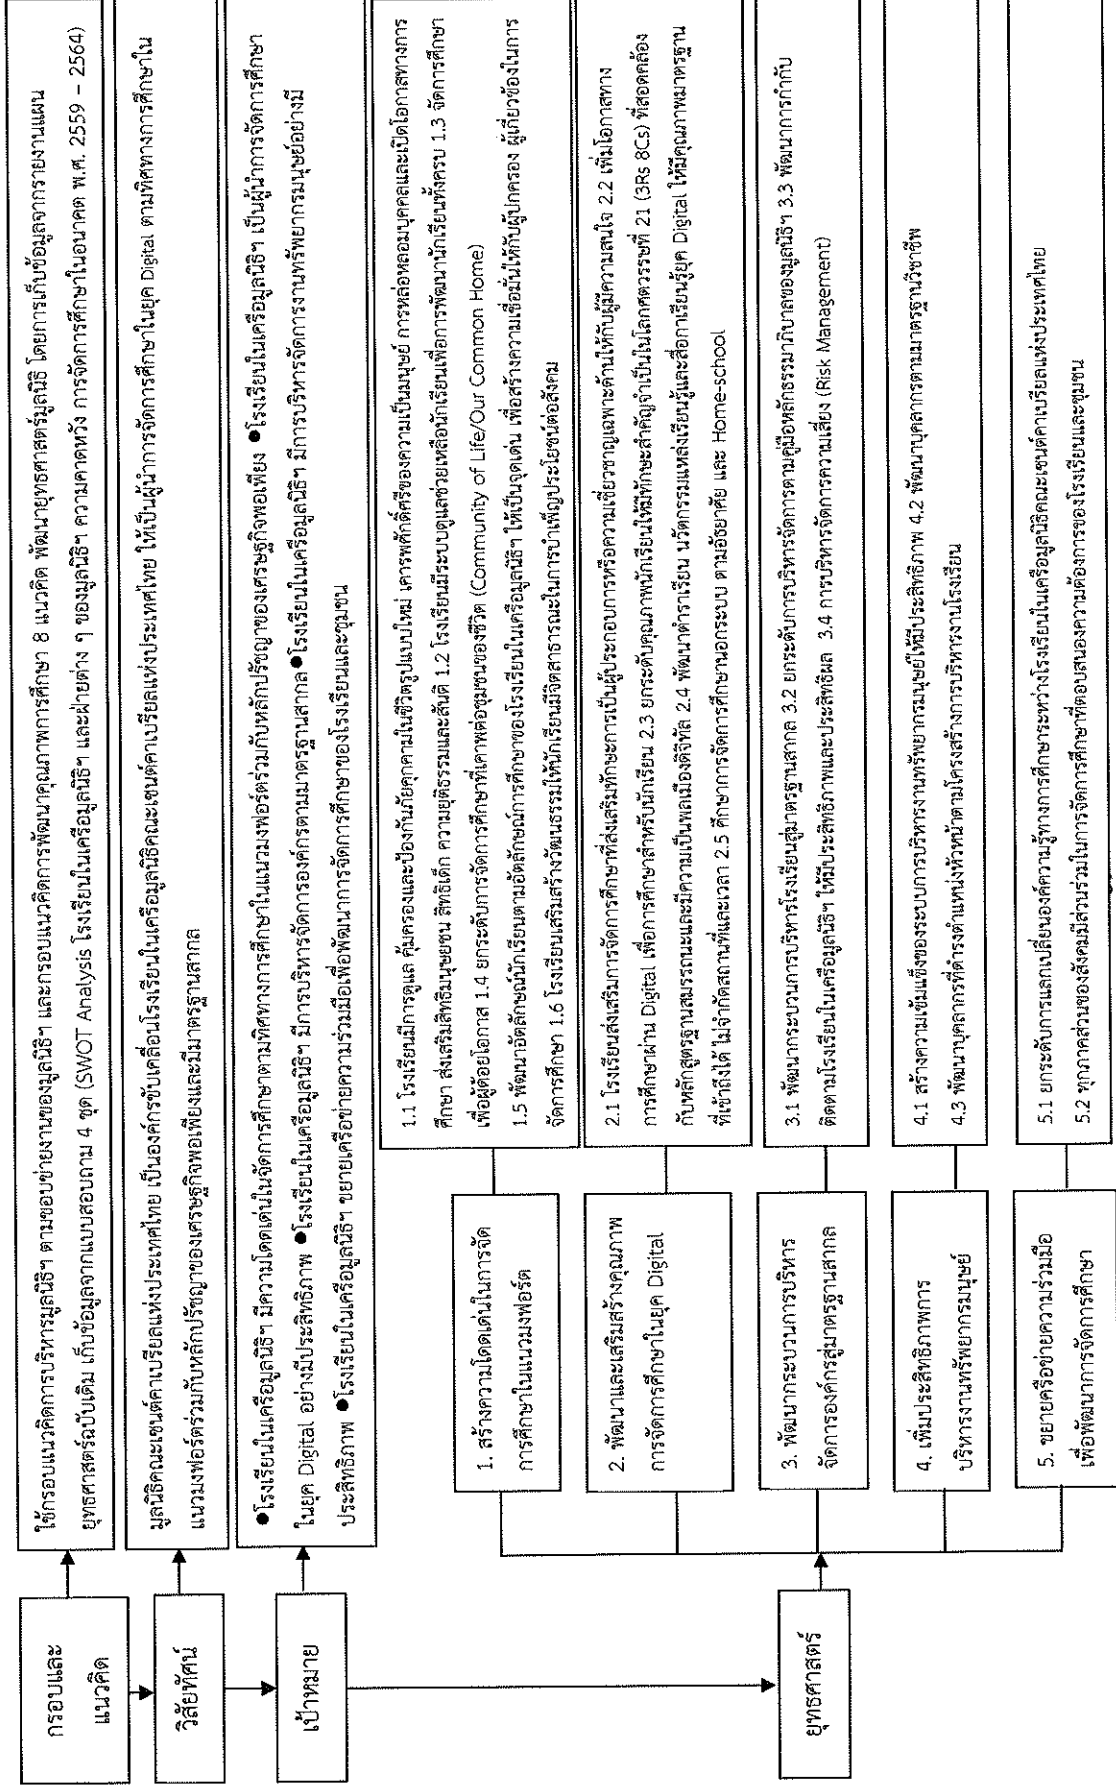 กรอบและ
แนวคิด
ใช้กรอบแนวคิดการบริหารมูลนิธิฯ ตามขอบข่ายงานของมูลนิธิฯ และกรอบแนวคิดการพัฒนาคุณภาพการศึกษา 8 แนวคิด พัฒนายุทธศาสตร์มูลนิธิ โดยการเก็บข้อมูลจากรายงานแผน
ยุทธศาสตร์ฉบับเดิม เก็บข้อมูลจากแบบสอบถาม 4 ชุด (SWOT Analysis โรงเรียนในเครือมูลนิธิฯ และฝ่ายต่าง ๆ ของมูลนิธิฯ ความคาดหวัง การจัดการศึกษาในอนาคต พ.ศ. 2559 – 2564)
วิสัยทัศน์
มูลนิธิคณะเซนต์คาเบรียลแห่งประเทศไทย เป็นองค์กรขับเคลื่อนโรงเรียนในเครือมูลนิธิคณะเซนต์คาเบรียลแห่งประเทศไทย ให้เป็นผู้นำการจัดการศึกษาในยุค Digital ตามทิศทางการศึกษาใน
แนวมงฟอร์ตร่วมกับหลักปรัชญาของเศรษฐกิจพอเพียงและมีมาตรฐานสากล
เป้าหมาย
●โรงเรียนในเครือมูลนิธิฯ มีความโดดเด่นในจัดการศึกษาตามทิศทางการศึกษาในแนวมงฟอร์ตร่วมกับหลักปรัชญาของเศรษฐกิจพอเพียง ●โรงเรียนในเครือมูลนิธิฯ เป็นผู้นำการจัดการศึกษา
ในยุค Digital อย่างมีประสิทธิภาพ ●โรงเรียนในเครือมูลนิธิฯ มีการบริหารจัดการองค์กรตามมาตรฐานสากล●โรงเรียนในเครือมูลนิธิฯ มีการบริหารจัดการงานทรัพยากรมนุษย์อย่างมี
ประสิทธิภาพ ●โรงเรียนในเครือมูลนิธิฯ ขยายเครือข่ายความร่วมมือเพื่อพัฒนาการจัดการศึกษาของโรงเรียนและชุมชน
ยุทธศาสตร์
1. สร้างความโดดเด่นในการจัด
การศึกษาในแนวมงฟอร์ต
1.1 โรงเรียนมีการดูแล คุ้มครองและป้องกันภัยคุกคามในชีวิตรูปแบบใหม่ เคารพศักดิ์ศรีของความเป็นมนุษย์ การหล่อหลอมบุคคลและเปิดโอกาสทางการ
ศึกษา ส่งเสริมสิทธิมนุษยชน สิทธิเด็ก ความยุติธรรมและสันติ 1.2 โรงเรียนมีระบบดูแลช่วยเหลือนักเรียนเพื่อการพัฒนานักเรียนทั้งครบ 1.3 จัดการศึกษา
เพื่อผู้ด้อยโอกาส 1.4 ยกระดับการจัดการศึกษาที่เคารพต่อชุมชนของชีวิต (Community of Life/Our Common Home)
1.5 พัฒนาอัตลักษณ์นักเรียนตามอัตลักษณ์การศึกษาของโรงเรียนในเครือมูลนิธิฯ ให้เป็นจุดเด่น เพื่อสร้างความเชื่อมั่นให้กับผู้ปกครอง ผู้เกี่ยวข้องในการ
จัดการศึกษา 1.6 โรงเรียนเสริมสร้างวัฒนธรรมให้นักเรียนมีจิตสาธารณะในการบำเพ็ญประโยชน์ต่อสังคม
2. พัฒนาและเสริมสร้างคุณภาพ
การจัดการศึกษาในยุค Digital
2.1 โรงเรียนส่งเสริมการจัดการศึกษาที่ส่งเสริมทักษะการเป็นผู้ประกอบการหรือความเชี่ยวชาญเฉพาะด้านให้กับผู้มีความสนใจ 2.2 เพิ่มโอกาสทาง
การศึกษาผ่าน Digital เพื่อการศึกษาสำหรับนักเรียน 2.3 ยกระดับคุณภาพนักเรียนให้มีทักษะสำคัญจำเป็นในโลกศตวรรษที่ 21 (3Rs 8Cs) ที่สอดคล้อง
กับหลักสูตรฐานสมรรถนะและมีความเป็นพลเมืองดิจิทัล 2.4 พัฒนาตำราเรียน นวัตกรรมแหล่งเรียนรู้และสื่อการเรียนรู้ยุค Digital ให้มีคุณภาพมาตรฐาน
ที่เข้าถึงได้ ไม่จำกัดสถานที่และเวลา 2.5 ศึกษาการจัดการศึกษานอกระบบ ตามอัธยาศัย และ Home-school
3. พัฒนากระบวนการบริหาร
จัดการองค์กรสู่มาตรฐานสากล
3.1 พัฒนากระบวนการบริหารโรงเรียนสู่มาตรฐานสากล 3.2 ยกระดับการบริหารจัดการตามคู่มือหลักธรรมาภิบาลของมูลนิธิฯ 3.3 พัฒนาการกำกับ
ติดตามโรงเรียนในเครือมูลนิธิฯ ให้มีประสิทธิภาพและประสิทธิผล 3.4 การบริหารจัดการความเสี่ยง (Risk Management)
4. เพิ่มประสิทธิภาพการ
บริหารงานทรัพยากรมนุษย์
4.1 สร้างความเข้มแข็งของระบบการบริหารงานทรัพยากรมนุษย์ให้มีประสิทธิภาพ 4.2 พัฒนาบุคลากรตามมาตรฐานวิชาชีพ
4.3 พัฒนาบุคลากรที่ดำรงตำแหน่งหัวหน้าตามโครงสร้างการบริหารงานโรงเรียน
5. ขยายครือข่ายความร่วมมือ
เพื่อพัฒนาการจัดการศึกษา
5.1 ยกระดับการแลกเปลี่ยนองค์ความรู้ทางการศึกษาระหว่างโรงเรียนในเครือมูลนิธิคณะเซนต์คาเบรียลแห่งประเทศไทย
5.2 ทุกภาคส่วนของสังคมมีส่วนร่วมในการจัดการศึกษาที่ตอบสนองความต้องการของโรงเรียนและชุมชน